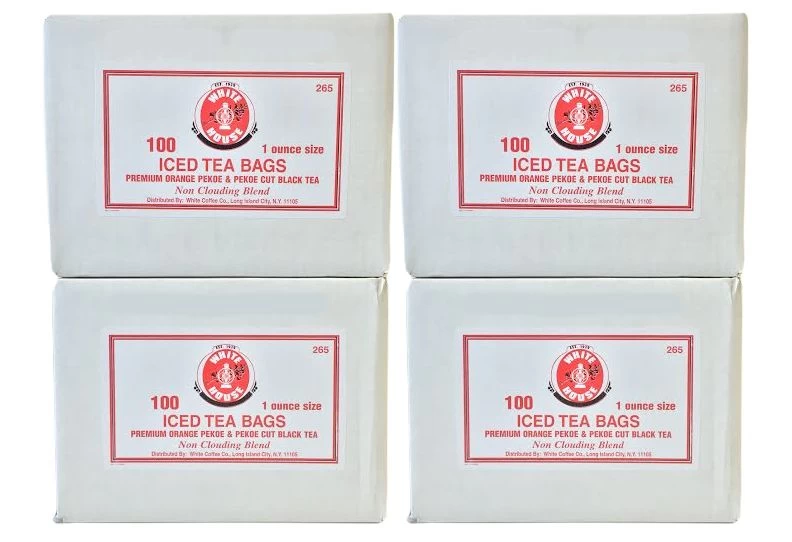 EST. 1939
265
WHITE
HOUSE
100
1 ounce size
ICED TEA BAGS
PREMIUM ORANGE PEKOE & PEKOE CUT BLACK TEA
Non Clouding Blend
Distributed By: White Coffee Co., Long Island City, N.Y. 11105
EST. 1939
265
WHITE
HOUSE
100
1 ounce size
ICED TEA BAGS
PREMIUM ORANGE PEKOE & PEKOE CUT BLACK TEA
Non Clouding Blend
Distributed By: White Coffee Co., Long Island City, N.Y. 11105
EST. 1939
265
WHITE
HOUSE
100
1 ounce size
ICED TEA BAGS
PREMIUM ORANGE PEKOE & PEKOE CUT BLACK TEA
Non Clouding Blend
Distributed By: White Coffee Co., Long Island City, N.Y. 11105
EST. 1939
265
WHITE
HOUSE
100
1 ounce size
ICED TEA BAGS
PREMIUM ORANGE PEKOE & PEKOE CUT BLACK TEA
Non Clouding Blend
Distributed By: White Coffee Co., Long Island City, N.Y. 11105